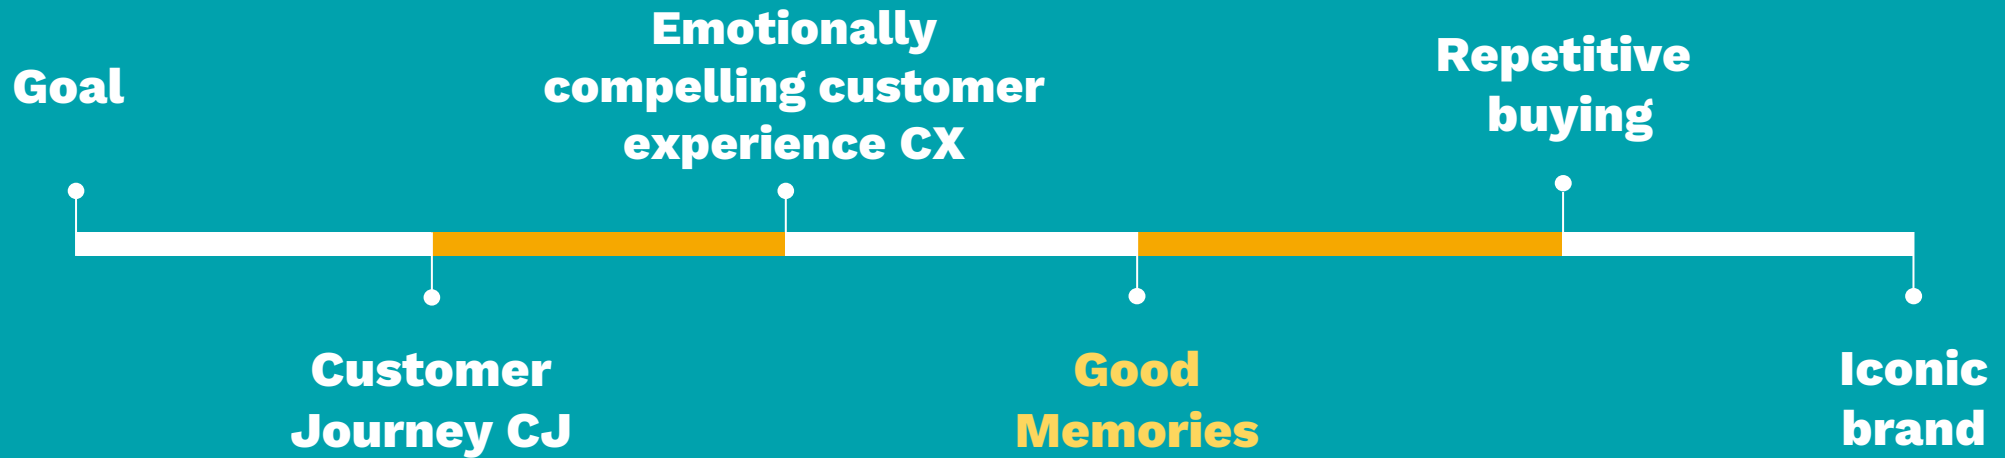 Goal
Customer
Journey CJ
Emotionally
compelling customer
experience CX
Good
Memories
Repetitive
buying
Iconic
brand